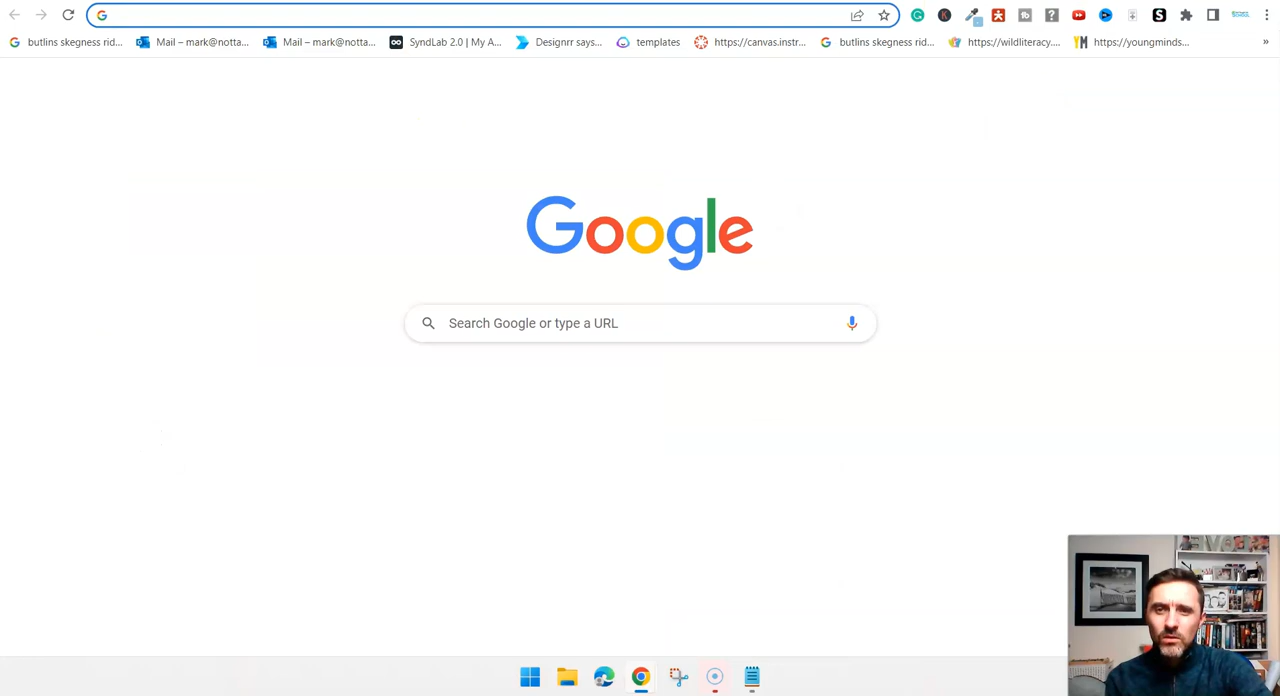 butlins skegness rid...
Mail – mark@notta...
Mail – mark@notta...
SyndLab 2.0 | My A...
Designrr says...
templates
https://canvas.instr...
butlins skegness rid...
https://wildliteracy....
YM
https://youngminds...
»
Google
Search Google or type a URL